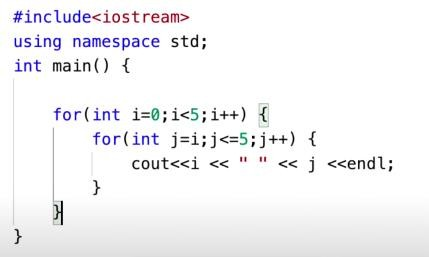 #include<iostream>
using namespace std;
int main() {
for(int i=0;i<5;i++) {
for(int j=i;j<=5;j++) {
cout<<i << " " << j <<endl;
}
}
}